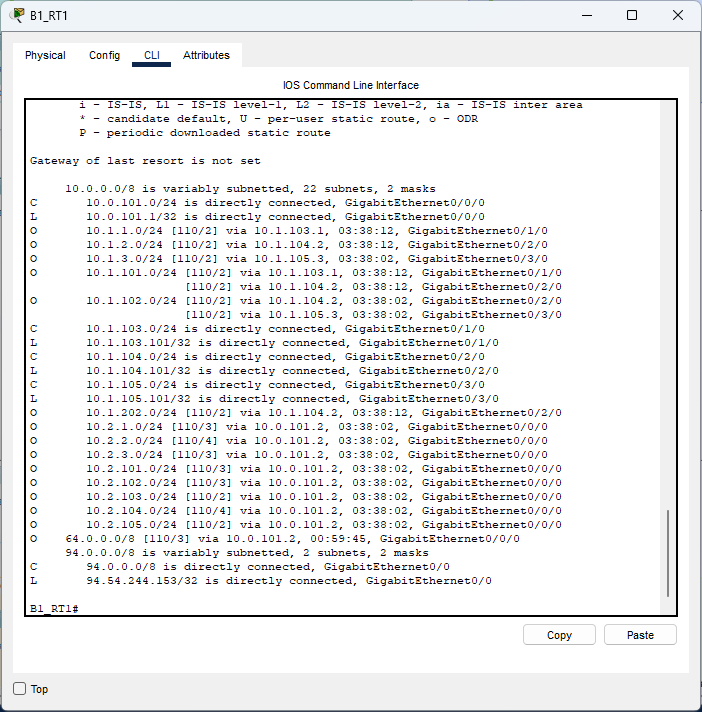 B1_RT1
Physical Config CLI Attributes
IOS Command Line Interface
i - IS-IS, L1 - IS-IS level-1, L2 - IS-IS level-2, ia - IS-IS inter area
* - candidate default, U - per-user static route, o - ODR
P - periodic downloaded static route
Gateway of last resort is not set
10.0.0.0/8 is variably subnetted, 22 subnets, 2 masks
C 10.0.101.0/24 is directly connected, GigabitEthernet0/0/0
L 10.0.101.1/32 is directly connected, GigabitEthernet0/0/0
O 10.1.1.0/24 [110/2] via 10.1.103.1, 03:38:12, GigabitEthernet0/1/0
O 10.1.2.0/24 [110/2] via 10.1.104.2, 03:38:12, GigabitEthernet0/2/0
O 10.1.3.0/24 [110/2] via 10.1.105.3, 03:38:02, GigabitEthernet0/3/0
O 10.1.101.0/24 [110/2] via 10.1.103.1, 03:38:12, GigabitEthernet0/1/0
[110/2] via 10.1.104.2, 03:38:12, GigabitEthernet0/2/0
O 10.1.102.0/24 [110/2] via 10.1.104.2, 03:38:02, GigabitEthernet0/2/0
[110/2] via 10.1.105.3, 03:38:02, GigabitEthernet0/3/0
C 10.1.103.0/24 is directly connected, GigabitEthernet0/1/0
L 10.1.103.101/32 is directly connected, GigabitEthernet0/1/0
C 10.1.104.0/24 is directly connected, GigabitEthernet0/2/0
L 10.1.104.101/32 is directly connected, GigabitEthernet0/2/0
C 10.1.105.0/24 is directly connected, GigabitEthernet0/3/0
L 10.1.105.101/32 is directly connected, GigabitEthernet0/3/0
O 10.1.202.0/24 [110/2] via 10.1.104.2, 03:38:12, GigabitEthernet0/2/0
O 10.2.1.0/24 [110/3] via 10.0.101.2, 03:38:02, GigabitEthernet0/0/0
O 10.2.2.0/24 [110/4] via 10.0.101.2, 03:38:02, GigabitEthernet0/0/0
O 10.2.3.0/24 [110/3] via 10.0.101.2, 03:38:02, GigabitEthernet0/0/0
O 10.2.101.0/24 [110/3] via 10.0.101.2, 03:38:02, GigabitEthernet0/0/0
O 10.2.102.0/24 [110/3] via 10.0.101.2, 03:38:02, GigabitEthernet0/0/0
O 10.2.103.0/24 [110/2] via 10.0.101.2, 03:38:02, GigabitEthernet0/0/0
O 10.2.104.0/24 [110/4] via 10.0.101.2, 03:38:02, GigabitEthernet0/0/0
O 10.2.105.0/24 [110/2] via 10.0.101.2, 03:38:02, GigabitEthernet0/0/0
O 64.0.0.0/8 [110/3] via 10.0.101.2, 00:59:45, GigabitEthernet0/0/0
94.0.0.0/8 is variably subnetted, 2 subnets, 2 masks
C 94.0.0.0/8 is directly connected, GigabitEthernet0/0
L 94.54.244.153/32 is directly connected, GigabitEthernet0/0
B1_RT1#
Copy Paste
Top